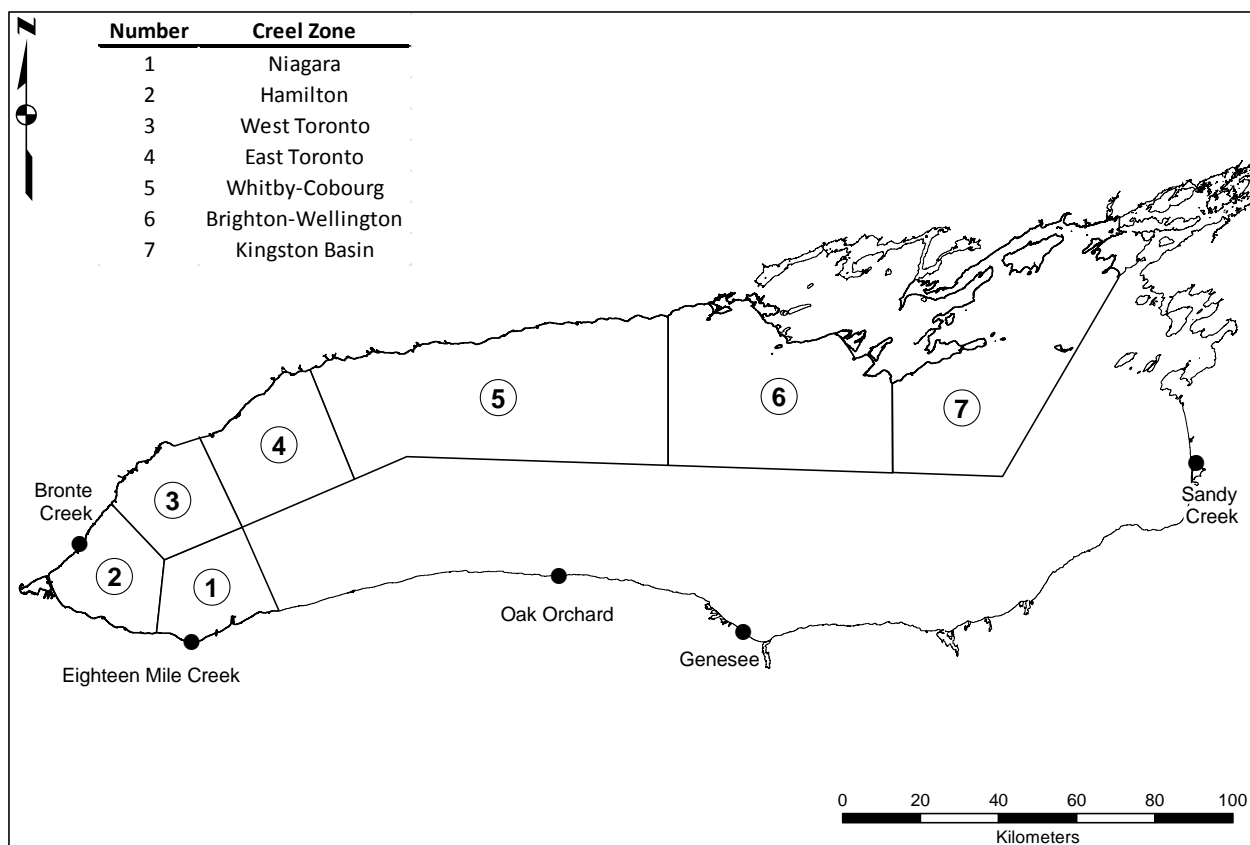 N
Number Creel Zone
1 Niagara
2 Hamilton
3 West Toronto
4 East Toronto
5 Whitby-Cobourg
6 Brighton-Wellington
7 Kingston Basin
5
6
7
4
3
Bronte
Creek
2
1
Sandy
Creek
Oak Orchard
Genesee
Eighteen Mile Creek
0 20 40 60 80 100
Kilometers